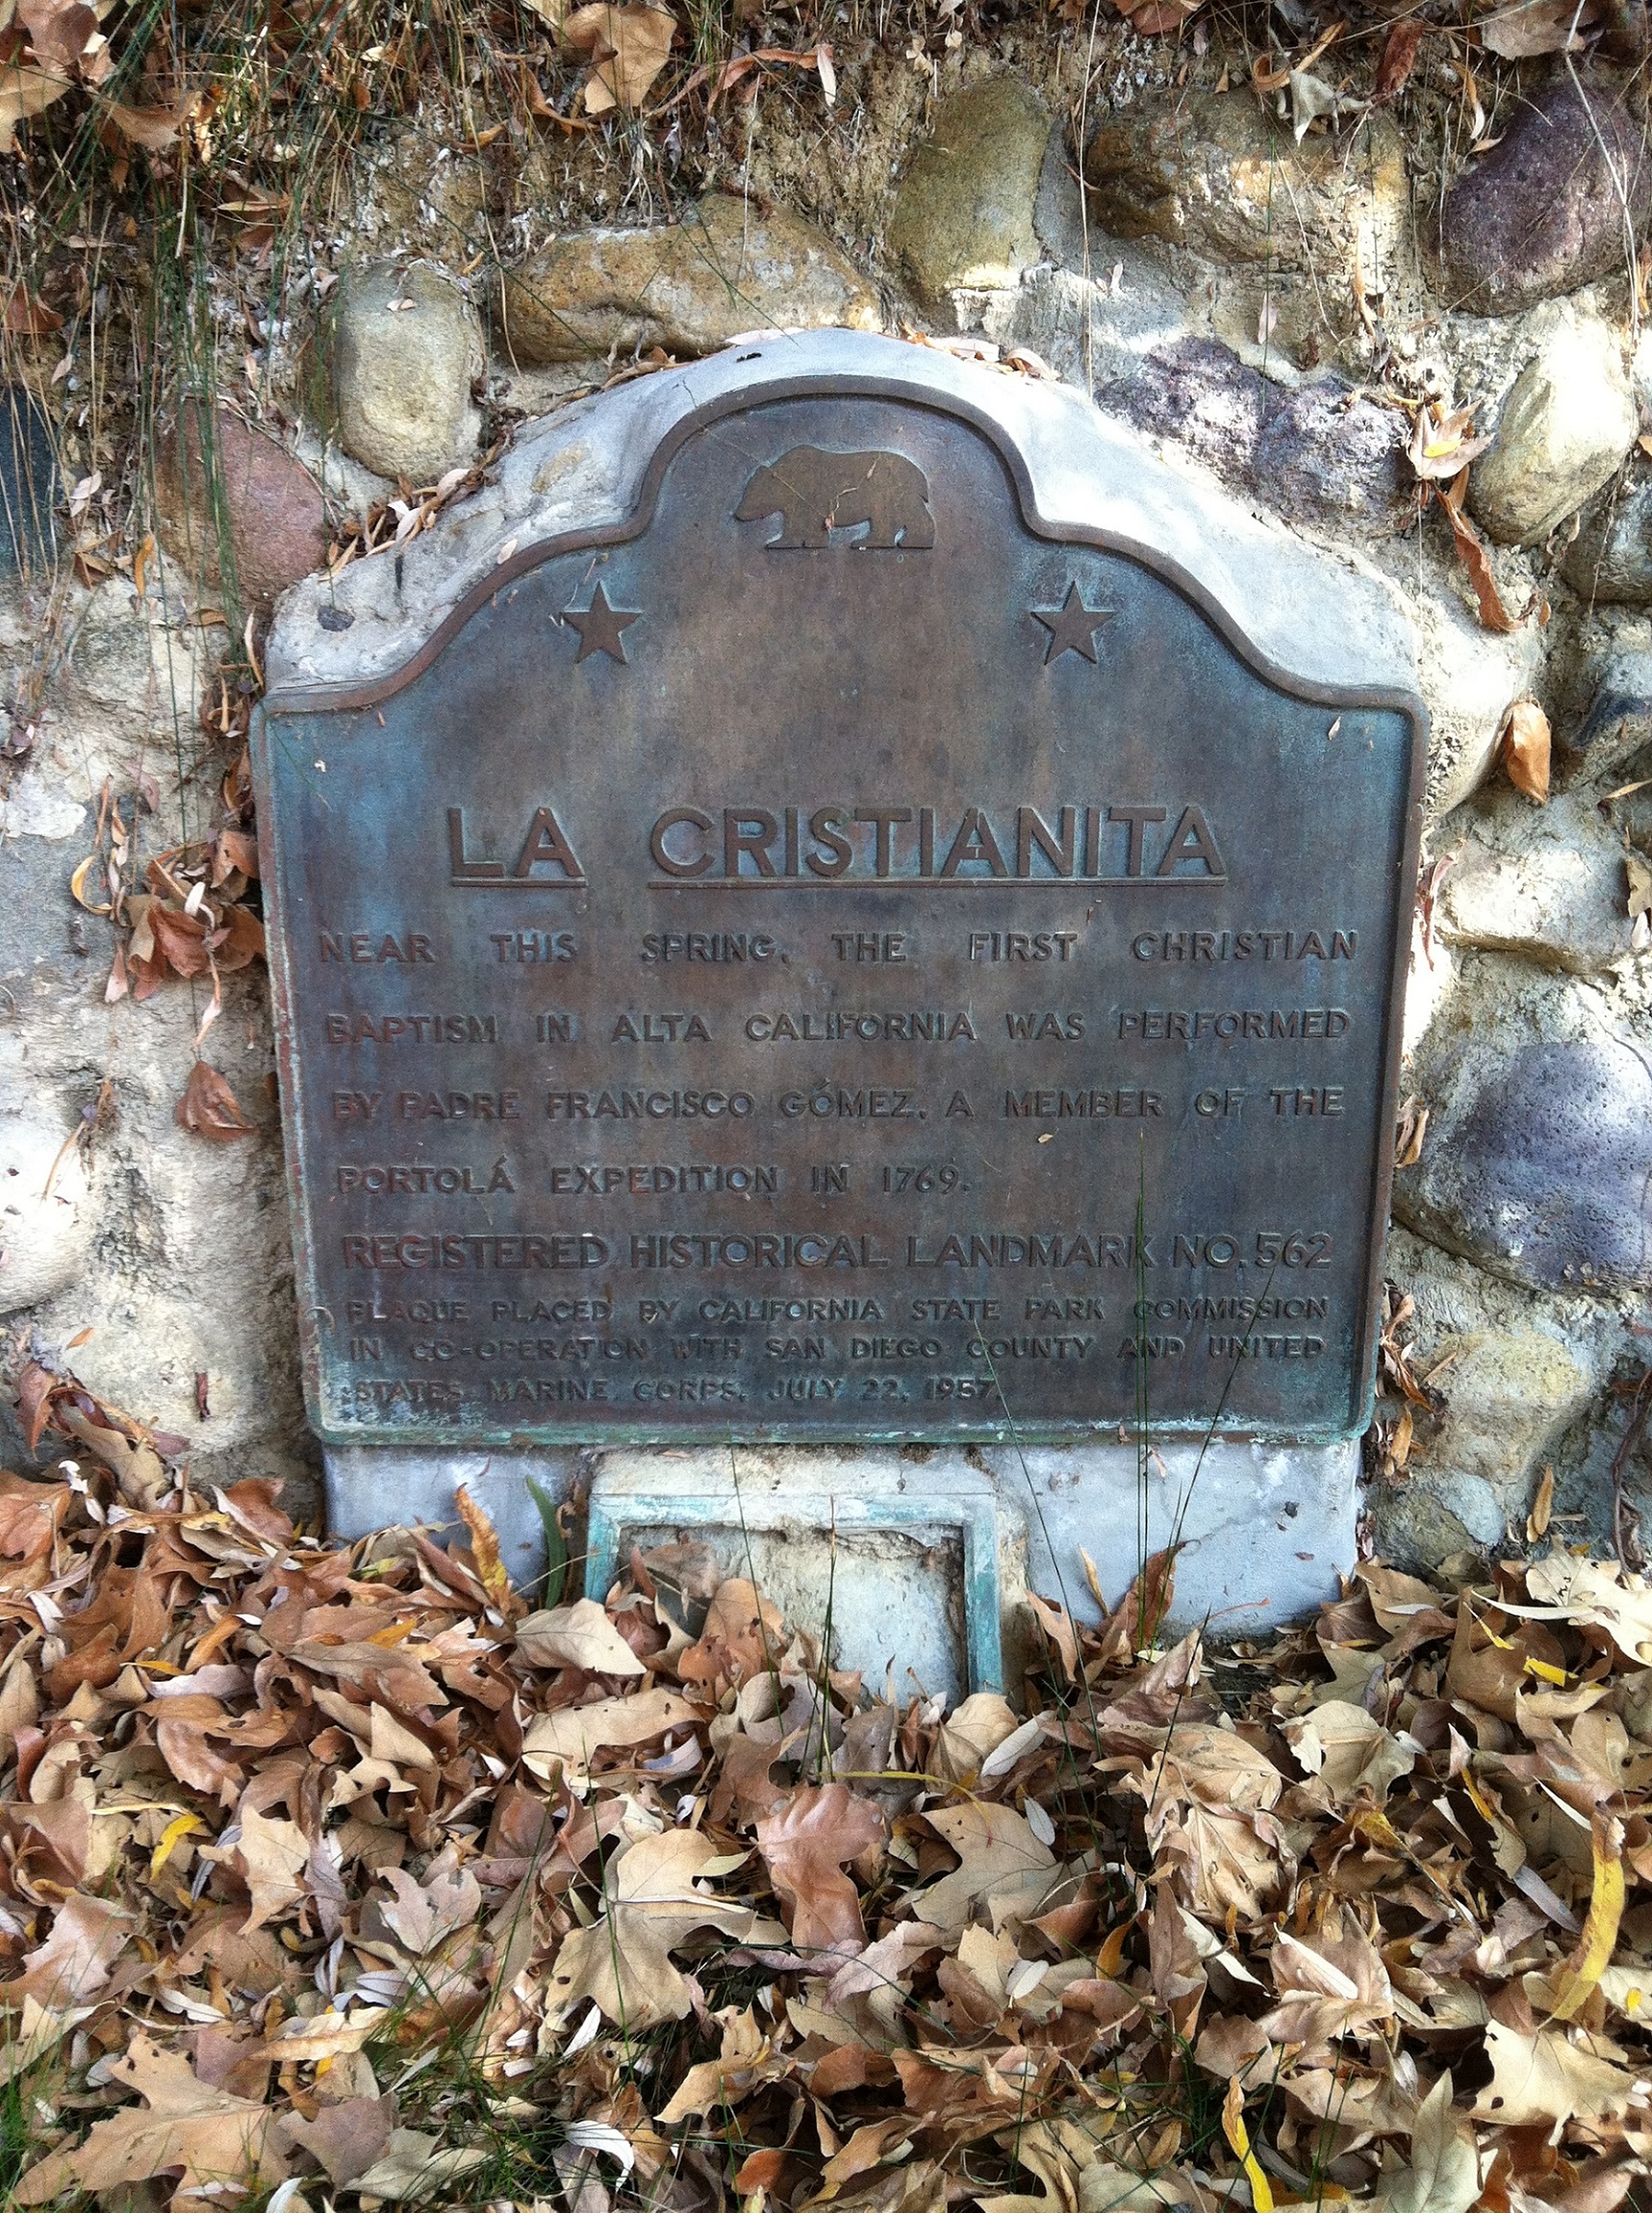 LA CRISTIANITA
NEAR THIS SPRING, THE FIRST CHRISTIAN
BAPTISM IN ALTA CALIFORNIA WAS PERFORMED
BY PADRE FRANCISCO GÓMEZ, A MEMBER OF THE
PORTOLÁ EXPEDITION IN 1769.
REGISTERED HISTORICAL LANDMARK NO. 562
PLAQUE PLACED BY CALIFORNIA STATE PARK COMMISSION
IN CO-OPERATION WITH SAN DIEGO COUNTY AND UNITED
STATES MARINE CORPS, JULY 22, 1957.